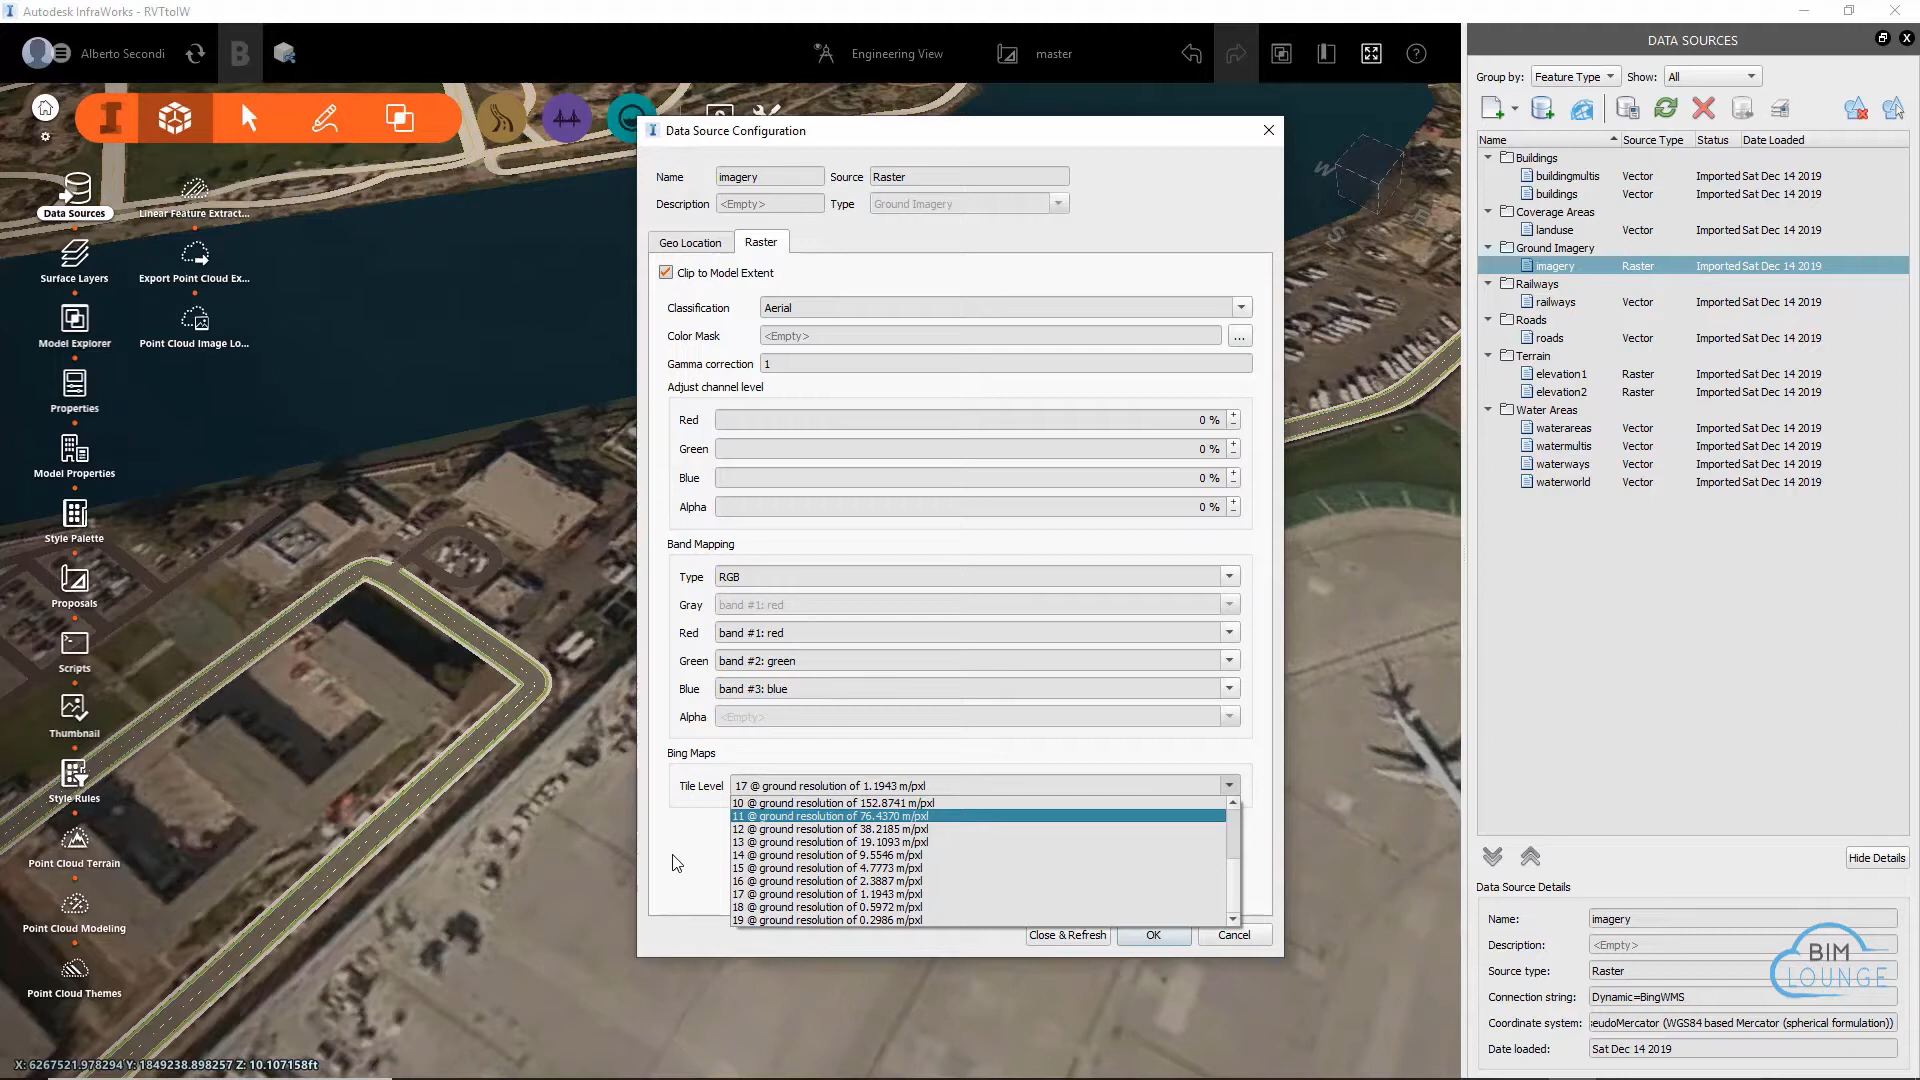 Autodesk InfraWorks - RVTtoIW
Alberto Secondi
B
Engineering View
master
Data Sources
Linear Feature Extract...
Surface Layers
Export Point Cloud Ex...
Model Explorer
Point Cloud Image Lo...
Properties
Model Properties
Style Palette
Proposals
Scripts
Thumbnail
Style Rules
Point Cloud Terrain
Point Cloud Modeling
Point Cloud Themes
X: 6267521.978294 Y: 1849238.898257 Z: 10.107158ft
W
S
Data Source Configuration
Name imagery Source Raster
Description <Empty> Type Ground Imagery
Geo Location Raster
Clip to Model Extent
Classification Aerial
Color Mask <Empty> ...
Gamma correction 1
Adjust channel level
Red 0 %
Green 0 %
Blue 0 %
Alpha 0 %
Band Mapping
Type RGB
Gray band #1: red
Red band #1: red
Green band #2: green
Blue band #3: blue
Alpha <Empty>
Bing Maps
Tile Level 17 @ ground resolution of 1.1943 m/pxl
10 @ ground resolution of 152.8741 m/pxl
11 @ ground resolution of 76.4370 m/pxl
12 @ ground resolution of 38.2185 m/pxl
13 @ ground resolution of 19.1093 m/pxl
14 @ ground resolution of 9.5546 m/pxl
15 @ ground resolution of 4.7773 m/pxl
16 @ ground resolution of 2.3887 m/pxl
17 @ ground resolution of 1.1943 m/pxl
18 @ ground resolution of 0.5972 m/pxl
19 @ ground resolution of 0.2986 m/pxl
Close & Refresh OK Cancel
DATA SOURCES
Group by: Feature Type Show: All
Name Source Type Status Date Loaded
Buildings
buildingmultis Vector Imported Sat Dec 14 2019
buildings Vector Imported Sat Dec 14 2019
Coverage Areas
landuse Vector Imported Sat Dec 14 2019
Ground Imagery
imagery Raster Imported Sat Dec 14 2019
Railways
railways Vector Imported Sat Dec 14 2019
Roads
roads Vector Imported Sat Dec 14 2019
Terrain
elevation1 Raster Imported Sat Dec 14 2019
elevation2 Raster Imported Sat Dec 14 2019
Water Areas
waterareas Vector Imported Sat Dec 14 2019
watermultis Vector Imported Sat Dec 14 2019
waterways Vector Imported Sat Dec 14 2019
waterworld Vector Imported Sat Dec 14 2019
Hide Details
Data Source Details
Name: imagery
Description: <Empty>
Source type: Raster
Connection string: Dynamic=BingWMS
Coordinate system: eudoMercator (WGS84 based Mercator (spherical formulation))
Date loaded: Sat Dec 14 2019
BIM
LOUNGE